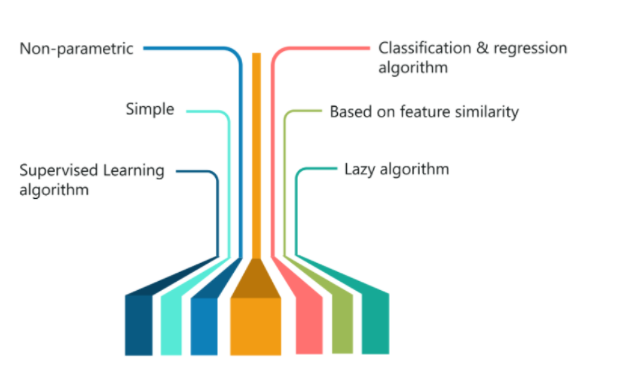 Non-parametric
Classification & regression
algorithm
Simple
Based on feature similarity
Supervised Learning
algorithm
Lazy algorithm